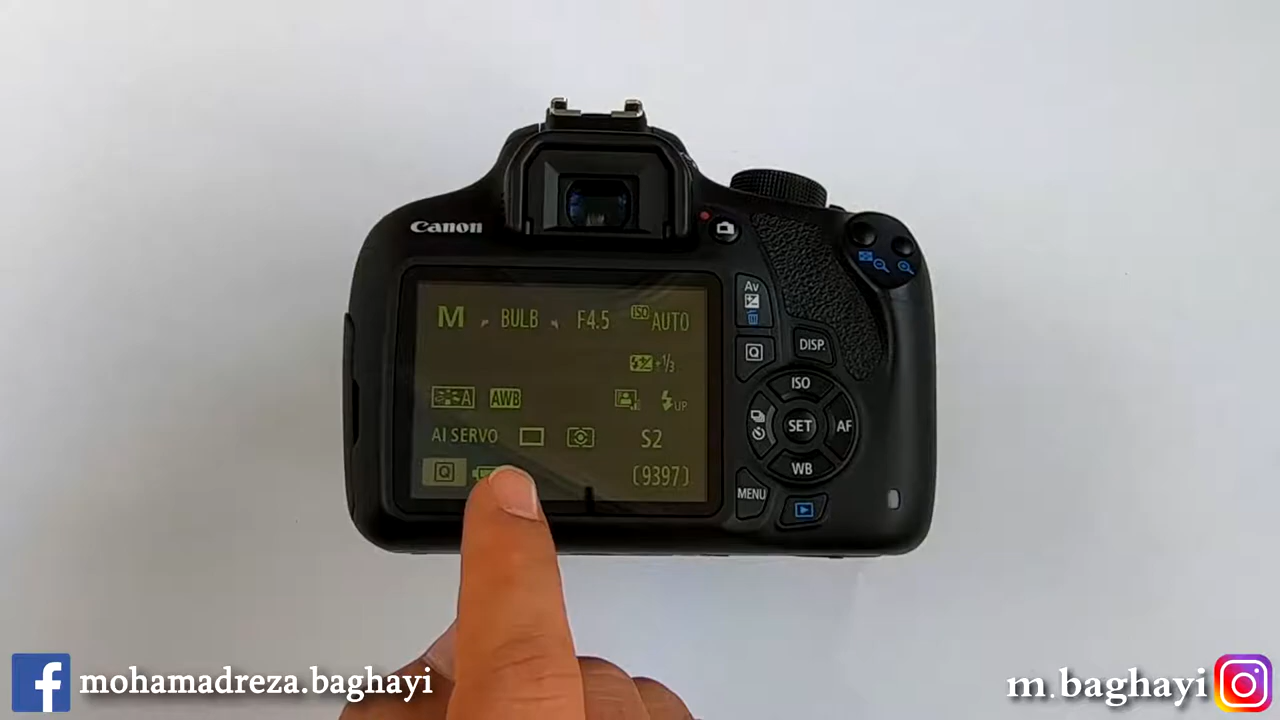 Canon
M BULB F4.5 ISO AUTO
+1/3
A AWB UP
AI SERVO S2
Q [9397]
Av
Q DISP.
ISO
SET AF
WB
MENU
mohamadreza.baghayi
m.baghayi